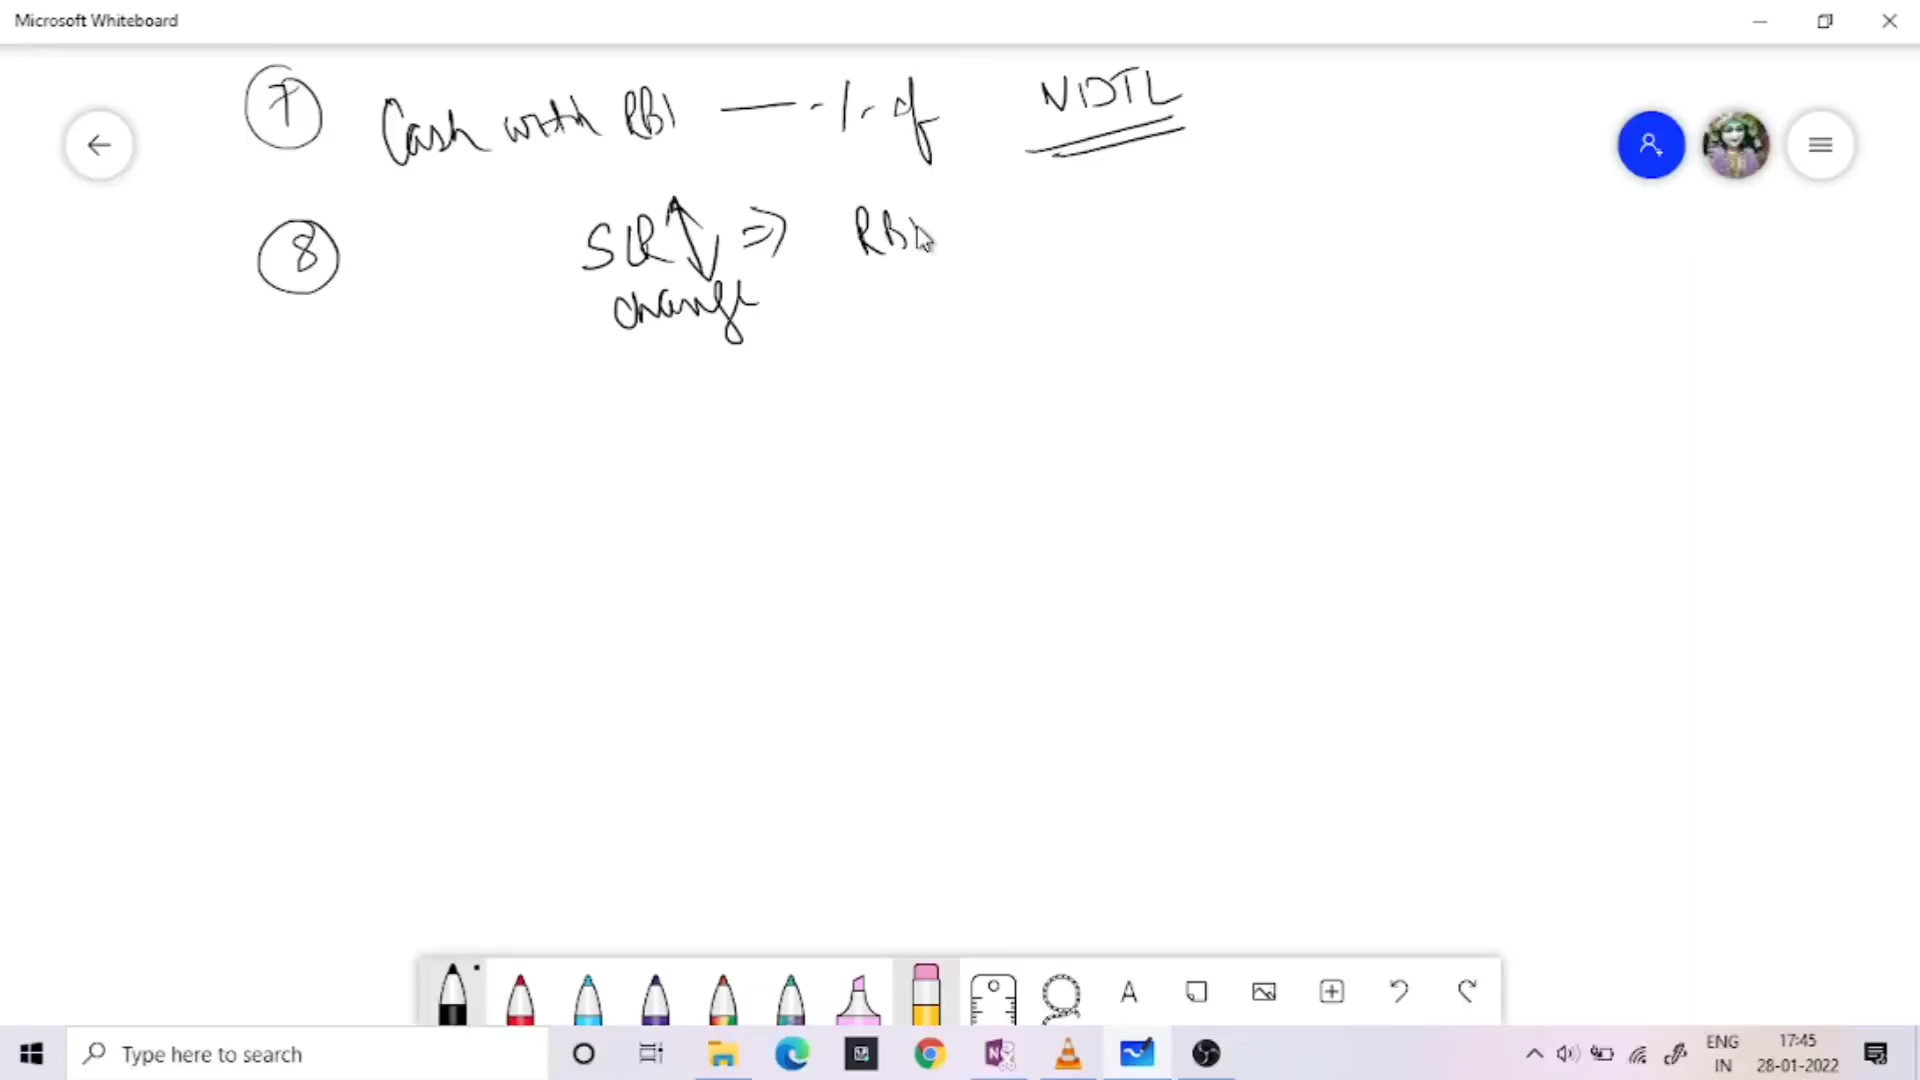 Microsoft Whiteboard
7 Cash with RBI — % of NDTL
8 SLR ⇒ RBI
change
A
Type here to search
ENG
IN
17:45
28-01-2022